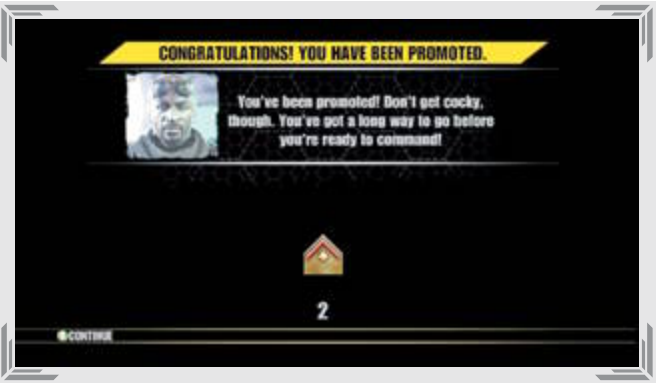 CONGRATULATIONS! YOU HAVE BEEN PROMOTED.
You've been promoted! Don't get cocky,
though. You've got a long way to go before
you're ready to command!
2
CONTINUE